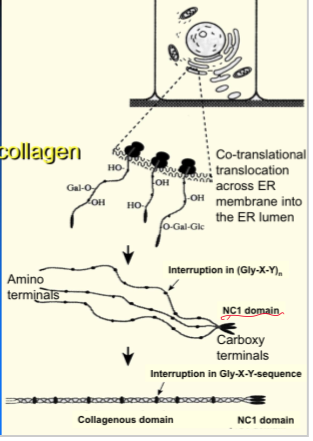 collagen
HO
OH
OH
Gal-O
OH
HO
OH
O-Gal-Glc
Co-translational
translocation
across ER
membrane into
the ER lumen
Amino
terminals
Interruption in (Gly-X-Y)n
NC1 domain
Carboxy
terminals
Interruption in Gly-X-Y-sequence
Collagenous domain
NC1 domain